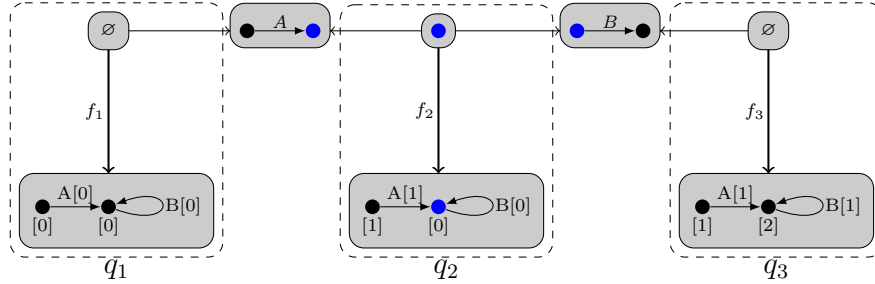 ∅ A B ∅
f₁ f₂ f₃
A[0] B[0] A[1] B[0] A[1] B[1]
[0] [0] [1] [0] [1] [2]
q₁ q₂ q₃